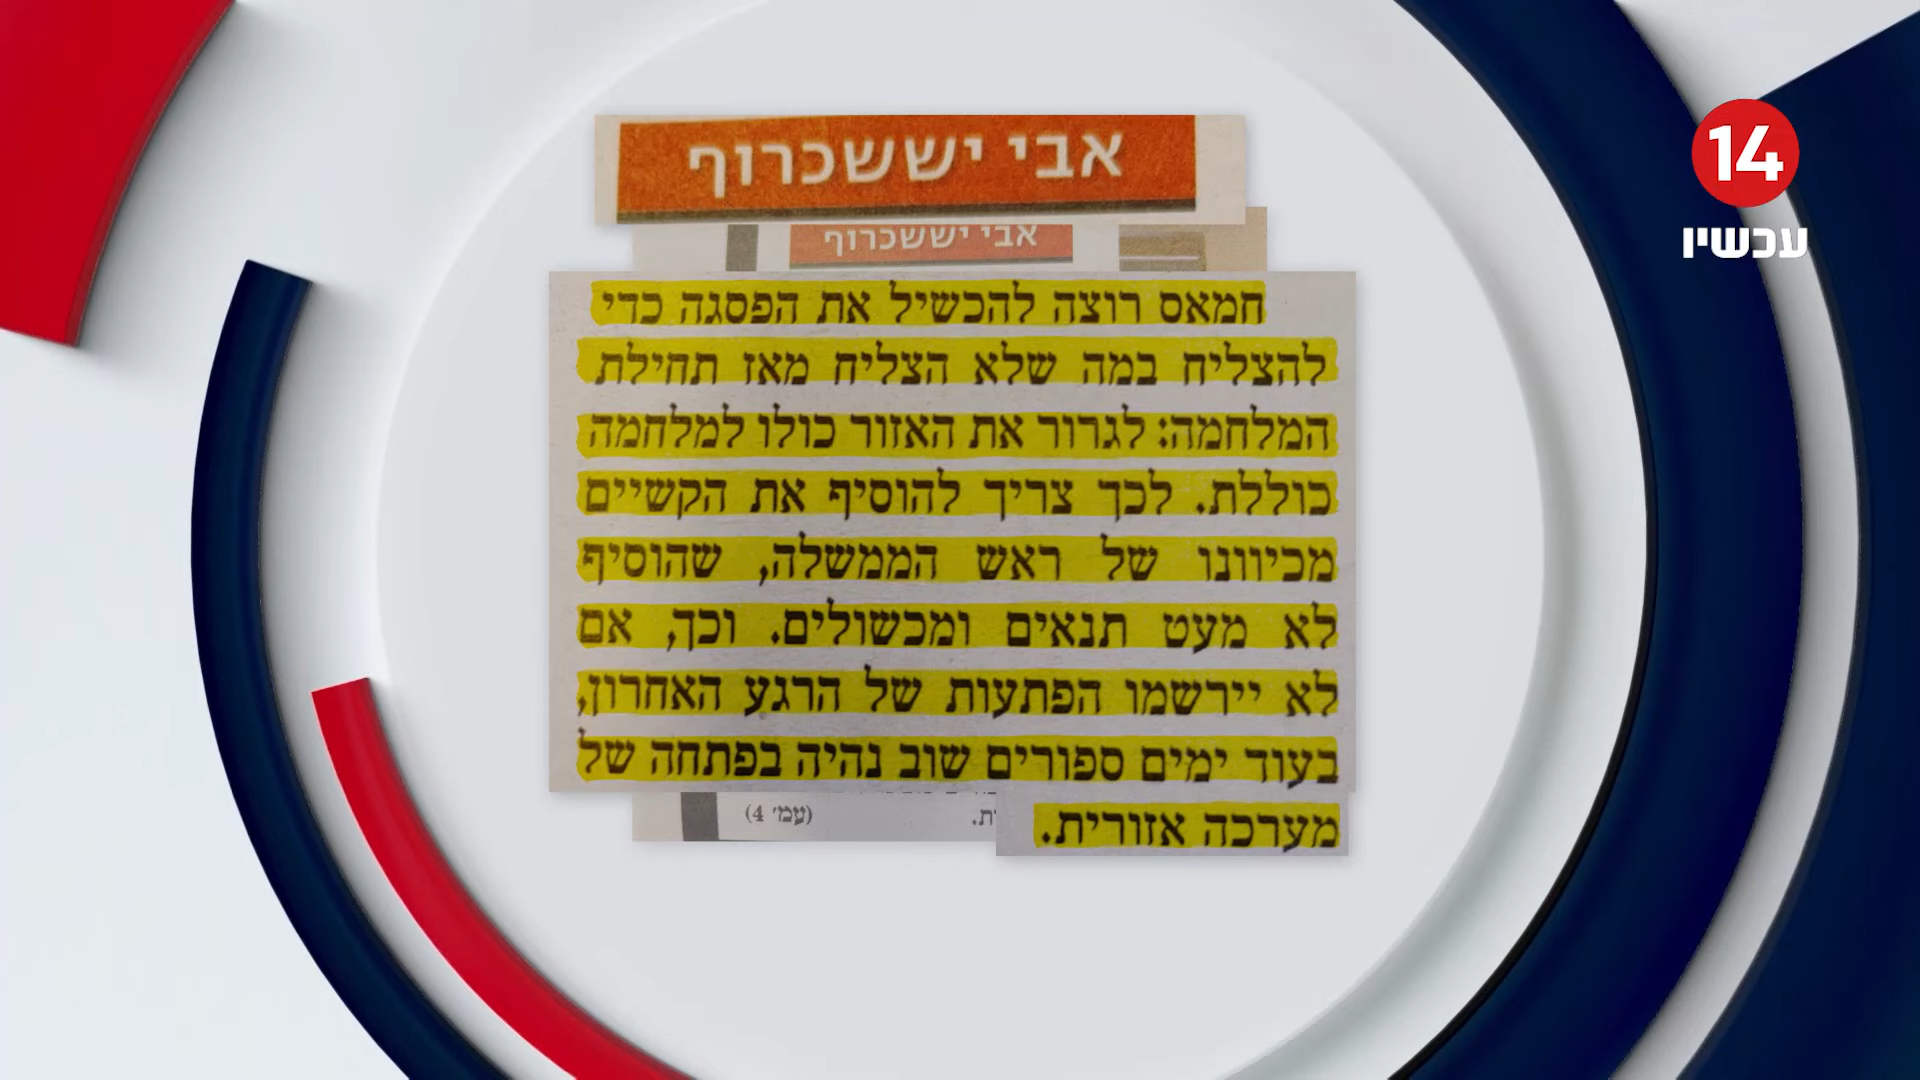 אבי יששכרוף
אבי יששכרוף
חמאס רוצה להכשיל את הפסגה כדי
להצליח במה שלא הצליח מאז תחילת
המלחמה: לגרור את האזור כולו למלחמה
כוללת. לכך צריך להוסיף את הקשיים
מכיוונו של ראש הממשלה, שהוסיף
לא מעט תנאים ומכשולים. וכך, אם
לא יירשמו הפתעות של הרגע האחרון,
בעוד ימים ספורים שוב נהיה בפתחה של
מערכה אזורית.
(עמ׳ 4)
14
עכשיו